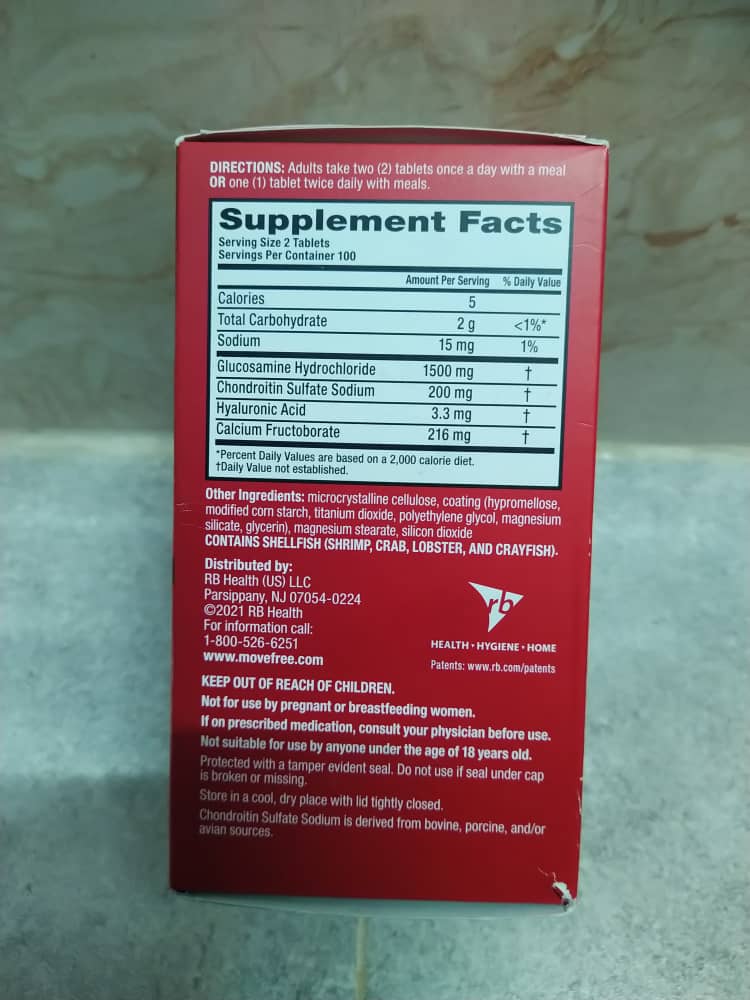 DIRECTIONS: Adults take two (2) tablets once a day with a meal
OR one (1) tablet twice daily with meals.
Supplement Facts
Serving Size 2 Tablets
Servings Per Container 100
Amount Per Serving % Daily Value
Calories 5
Total Carbohydrate 2 g <1%*
Sodium 15 mg 1%
Glucosamine Hydrochloride 1500 mg †
Chondroitin Sulfate Sodium 200 mg †
Hyaluronic Acid 3.3 mg †
Calcium Fructoborate 216 mg †
*Percent Daily Values are based on a 2,000 calorie diet.
†Daily Value not established.
Other Ingredients: microcrystalline cellulose, coating (hypromellose,
modified corn starch, titanium dioxide, polyethylene glycol, magnesium
silicate, glycerin), magnesium stearate, silicon dioxide
CONTAINS SHELLFISH (SHRIMP, CRAB, LOBSTER, AND CRAYFISH).
Distributed by:
RB Health (US) LLC
Parsippany, NJ 07054-0224
©2021 RB Health
For information call:
1-800-526-6251
www.movefree.com
rb
HEALTH • HYGIENE • HOME
Patents: www.rb.com/patents
KEEP OUT OF REACH OF CHILDREN.
Not for use by pregnant or breastfeeding women.
If on prescribed medication, consult your physician before use.
Not suitable for use by anyone under the age of 18 years old.
Protected with a tamper evident seal. Do not use if seal under cap
is broken or missing.
Store in a cool, dry place with lid tightly closed.
Chondroitin Sulfate Sodium is derived from bovine, porcine, and/or
avian sources.